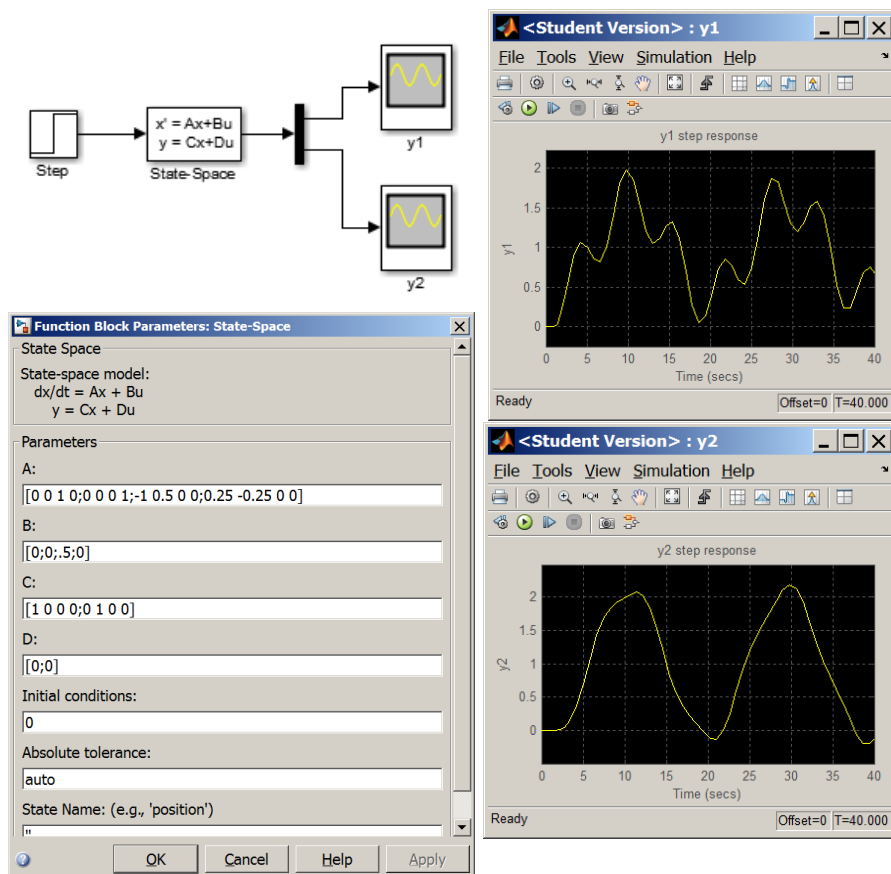 Step
x' = Ax+Bu
y = Cx+Du
State-Space
y1
y2
<Student Version> : y1
File Tools View Simulation Help
y1 step response
y1
2
1.5
1
0.5
0
0 5 10 15 20 25 30 35 40
Time (secs)
Ready
Offset=0 T=40.000
Function Block Parameters: State-Space
State Space
State-space model:
dx/dt = Ax + Bu
y = Cx + Du
Parameters
A:
[0 0 1 0;0 0 0 1;-1 0.5 0 0;0.25 -0.25 0 0]
B:
[0;0;.5;0]
C:
[1 0 0 0;0 1 0 0]
D:
[0;0]
Initial conditions:
0
Absolute tolerance:
auto
State Name: (e.g., 'position')
''
OK Cancel Help Apply
<Student Version> : y2
File Tools View Simulation Help
y2 step response
y2
2
1.5
1
0.5
0
0 5 10 15 20 25 30 35 40
Time (secs)
Ready
Offset=0 T=40.000